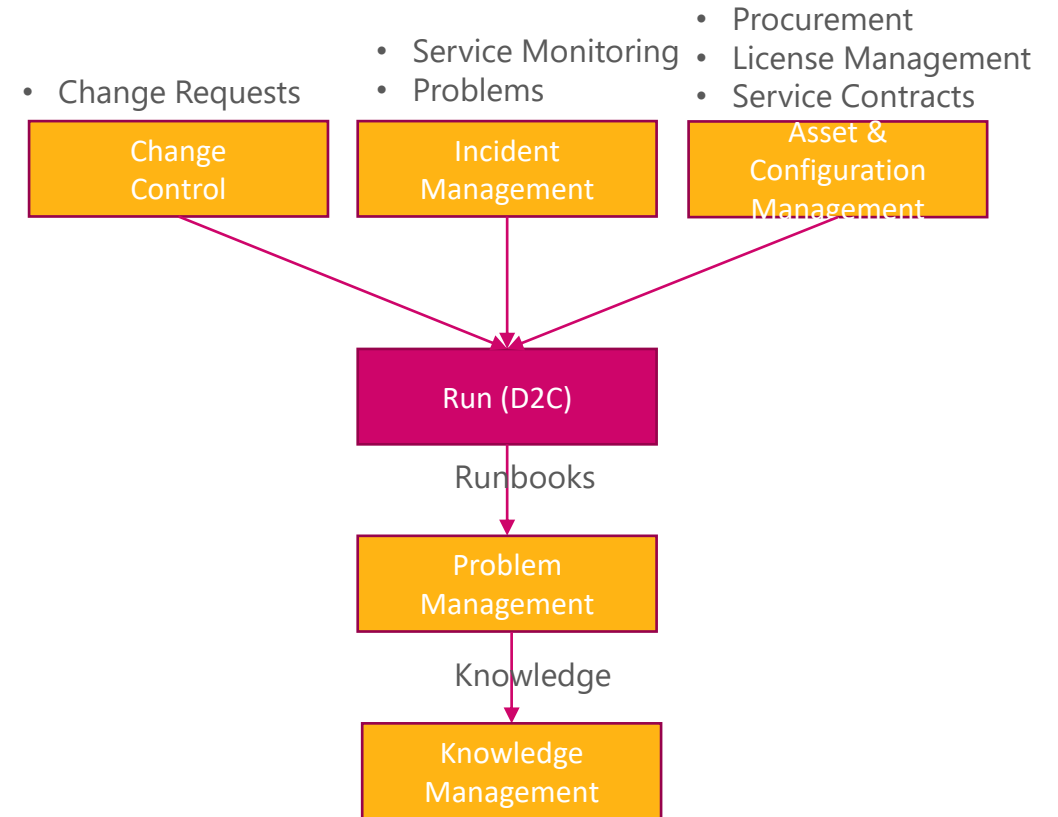 • Change Requests
• Service Monitoring
• Problems
• Procurement
• License Management
• Service Contracts
Change
Control
Incident
Management
Asset &
Configuration
Management
Run (D2C)
Runbooks
Problem
Management
Knowledge
Knowledge
Management